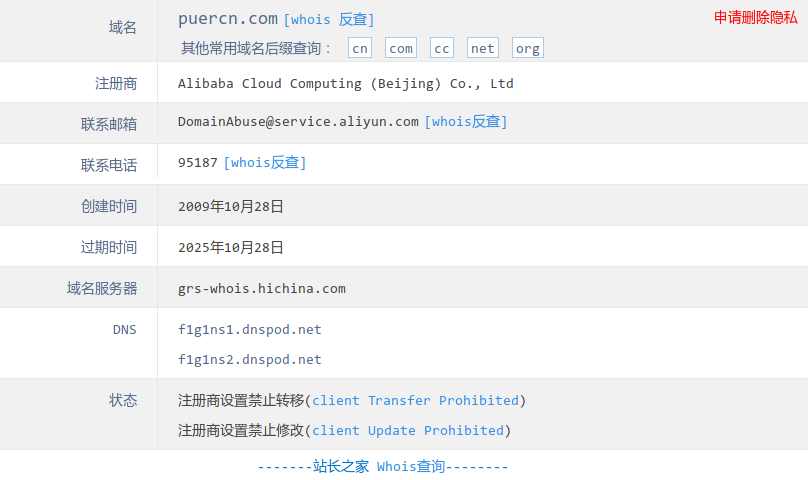 域名 puercn.com [whois 反查] 申请删除隐私
其他常用域名后缀查询： cn com cc net org
注册商 Alibaba Cloud Computing (Beijing) Co., Ltd
联系邮箱 DomainAbuse@service.aliyun.com [whois反查]
联系电话 95187 [whois反查]
创建时间 2009年10月28日
过期时间 2025年10月28日
域名服务器 grs-whois.hichina.com
DNS f1g1ns1.dnspod.net
f1g1ns2.dnspod.net
状态 注册商设置禁止转移(client Transfer Prohibited)
注册商设置禁止修改(client Update Prohibited)
-------站长之家 Whois查询--------